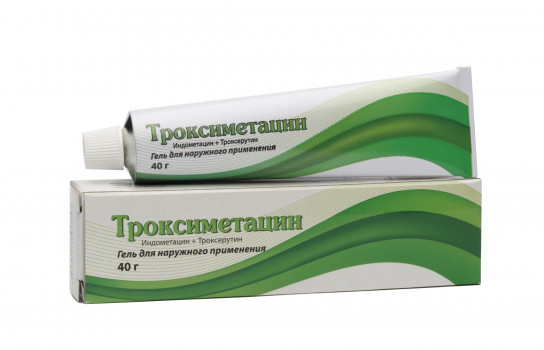 Троксиметацин
Индометацин + Троксерутин
Гель для наружного применения
40 г
Троксиметацин
Индометацин + Троксерутин
Гель для наружного применения
40 г